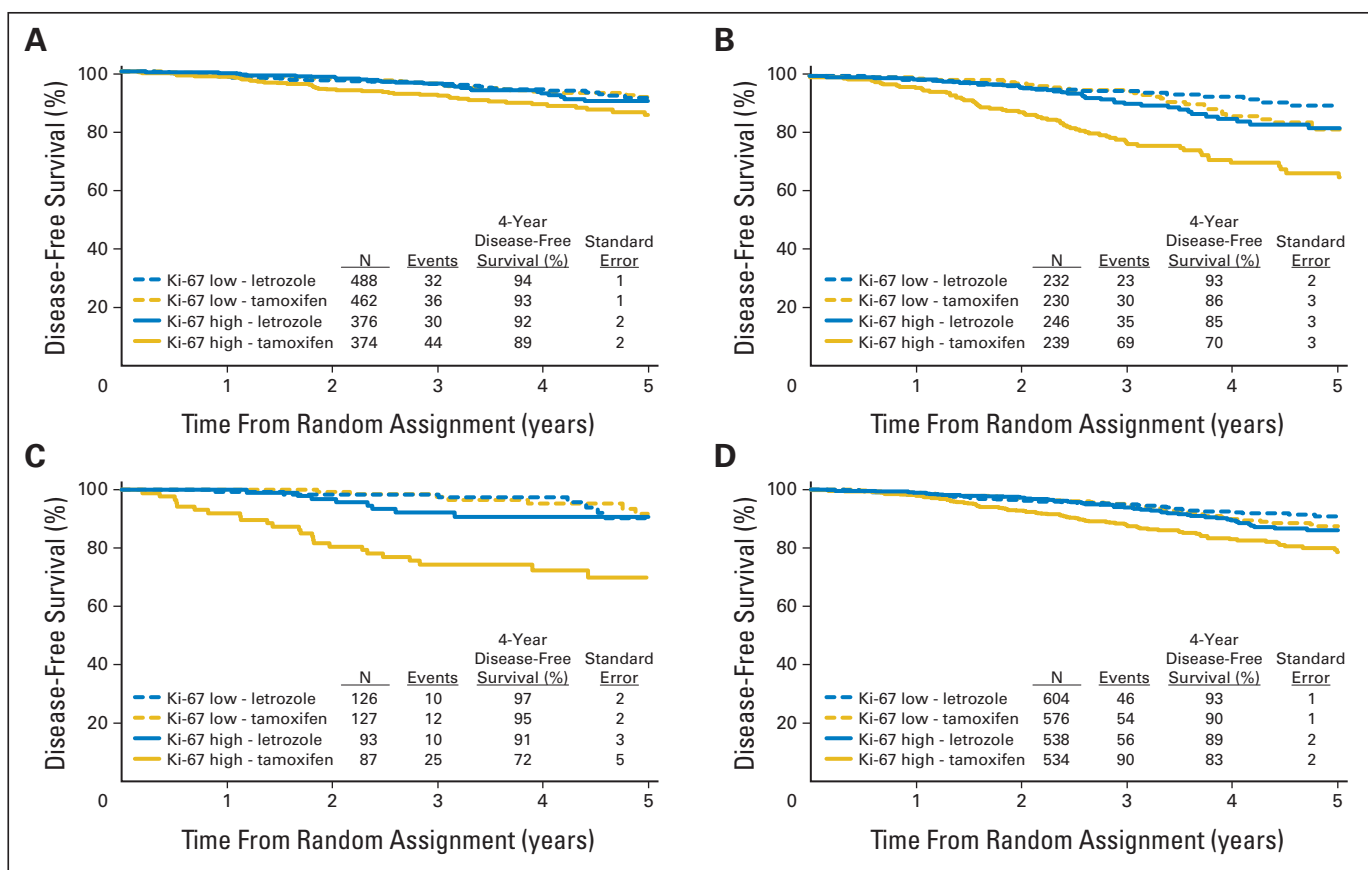 A
Disease-Free Survival (%)
100
80
60
40
20
0
4-Year
Disease-Free Standard
N Events Survival (%) Error
Ki-67 low - letrozole 488 32 94 1
Ki-67 low - tamoxifen 462 36 93 1
Ki-67 high - letrozole 376 30 92 2
Ki-67 high - tamoxifen 374 44 89 2
1 2 3 4 5
Time From Random Assignment (years)
B
Disease-Free Survival (%)
100
80
60
40
20
0
4-Year
Disease-Free Standard
N Events Survival (%) Error
Ki-67 low - letrozole 232 23 93 2
Ki-67 low - tamoxifen 230 30 86 3
Ki-67 high - letrozole 246 35 85 3
Ki-67 high - tamoxifen 239 69 70 3
1 2 3 4 5
Time From Random Assignment (years)
C
Disease-Free Survival (%)
100
80
60
40
20
0
4-Year
Disease-Free Standard
N Events Survival (%) Error
Ki-67 low - letrozole 126 10 97 2
Ki-67 low - tamoxifen 127 12 95 2
Ki-67 high - letrozole 93 10 91 3
Ki-67 high - tamoxifen 87 25 72 5
1 2 3 4 5
Time From Random Assignment (years)
D
Disease-Free Survival (%)
100
80
60
40
20
0
4-Year
Disease-Free Standard
N Events Survival (%) Error
Ki-67 low - letrozole 604 46 93 1
Ki-67 low - tamoxifen 576 54 90 1
Ki-67 high - letrozole 538 56 89 2
Ki-67 high - tamoxifen 534 90 83 2
1 2 3 4 5
Time From Random Assignment (years)